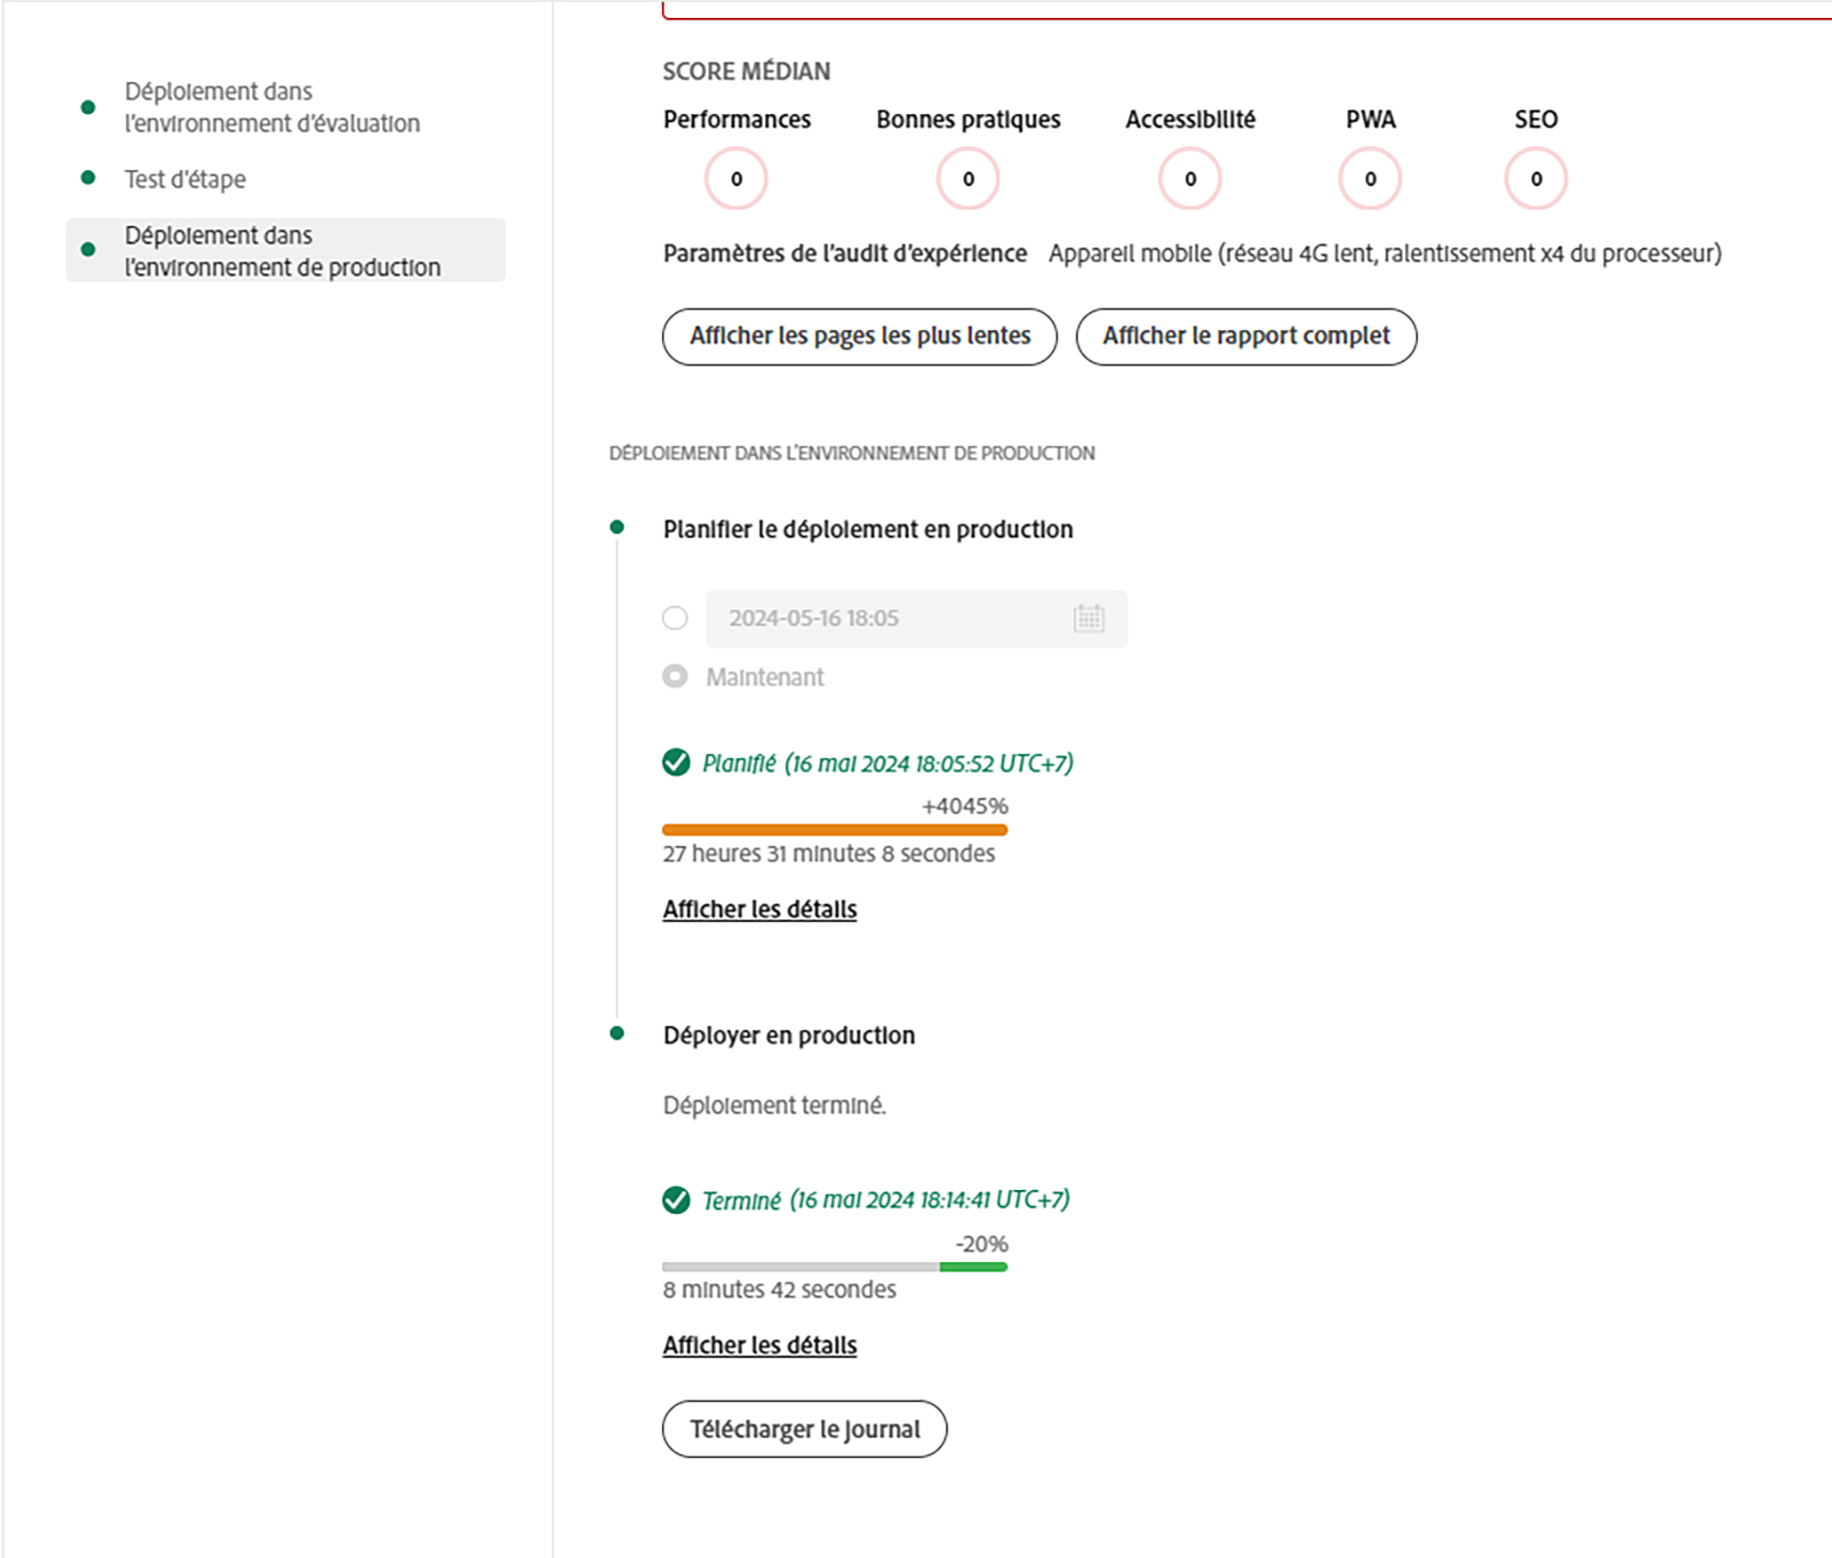 Déploiement dans
l'environnement d'évaluation
Test d'étape
Déploiement dans
l'environnement de production
SCORE MÉDIAN
Performances Bonnes pratiques Accessibilité PWA SEO
0 0 0 0 0
Paramètres de l'audit d'expérience Appareil mobile (réseau 4G lent, ralentissement x4 du processeur)
Afficher les pages les plus lentes Afficher le rapport complet
DÉPLOIEMENT DANS L'ENVIRONNEMENT DE PRODUCTION
Planifier le déploiement en production
2024-05-16 18:05
Maintenant
Planifié (16 mai 2024 18:05:52 UTC+7)
+4045%
27 heures 31 minutes 8 secondes
Afficher les détails
Déployer en production
Déploiement terminé.
Terminé (16 mai 2024 18:14:41 UTC+7)
-20%
8 minutes 42 secondes
Afficher les détails
Télécharger le journal